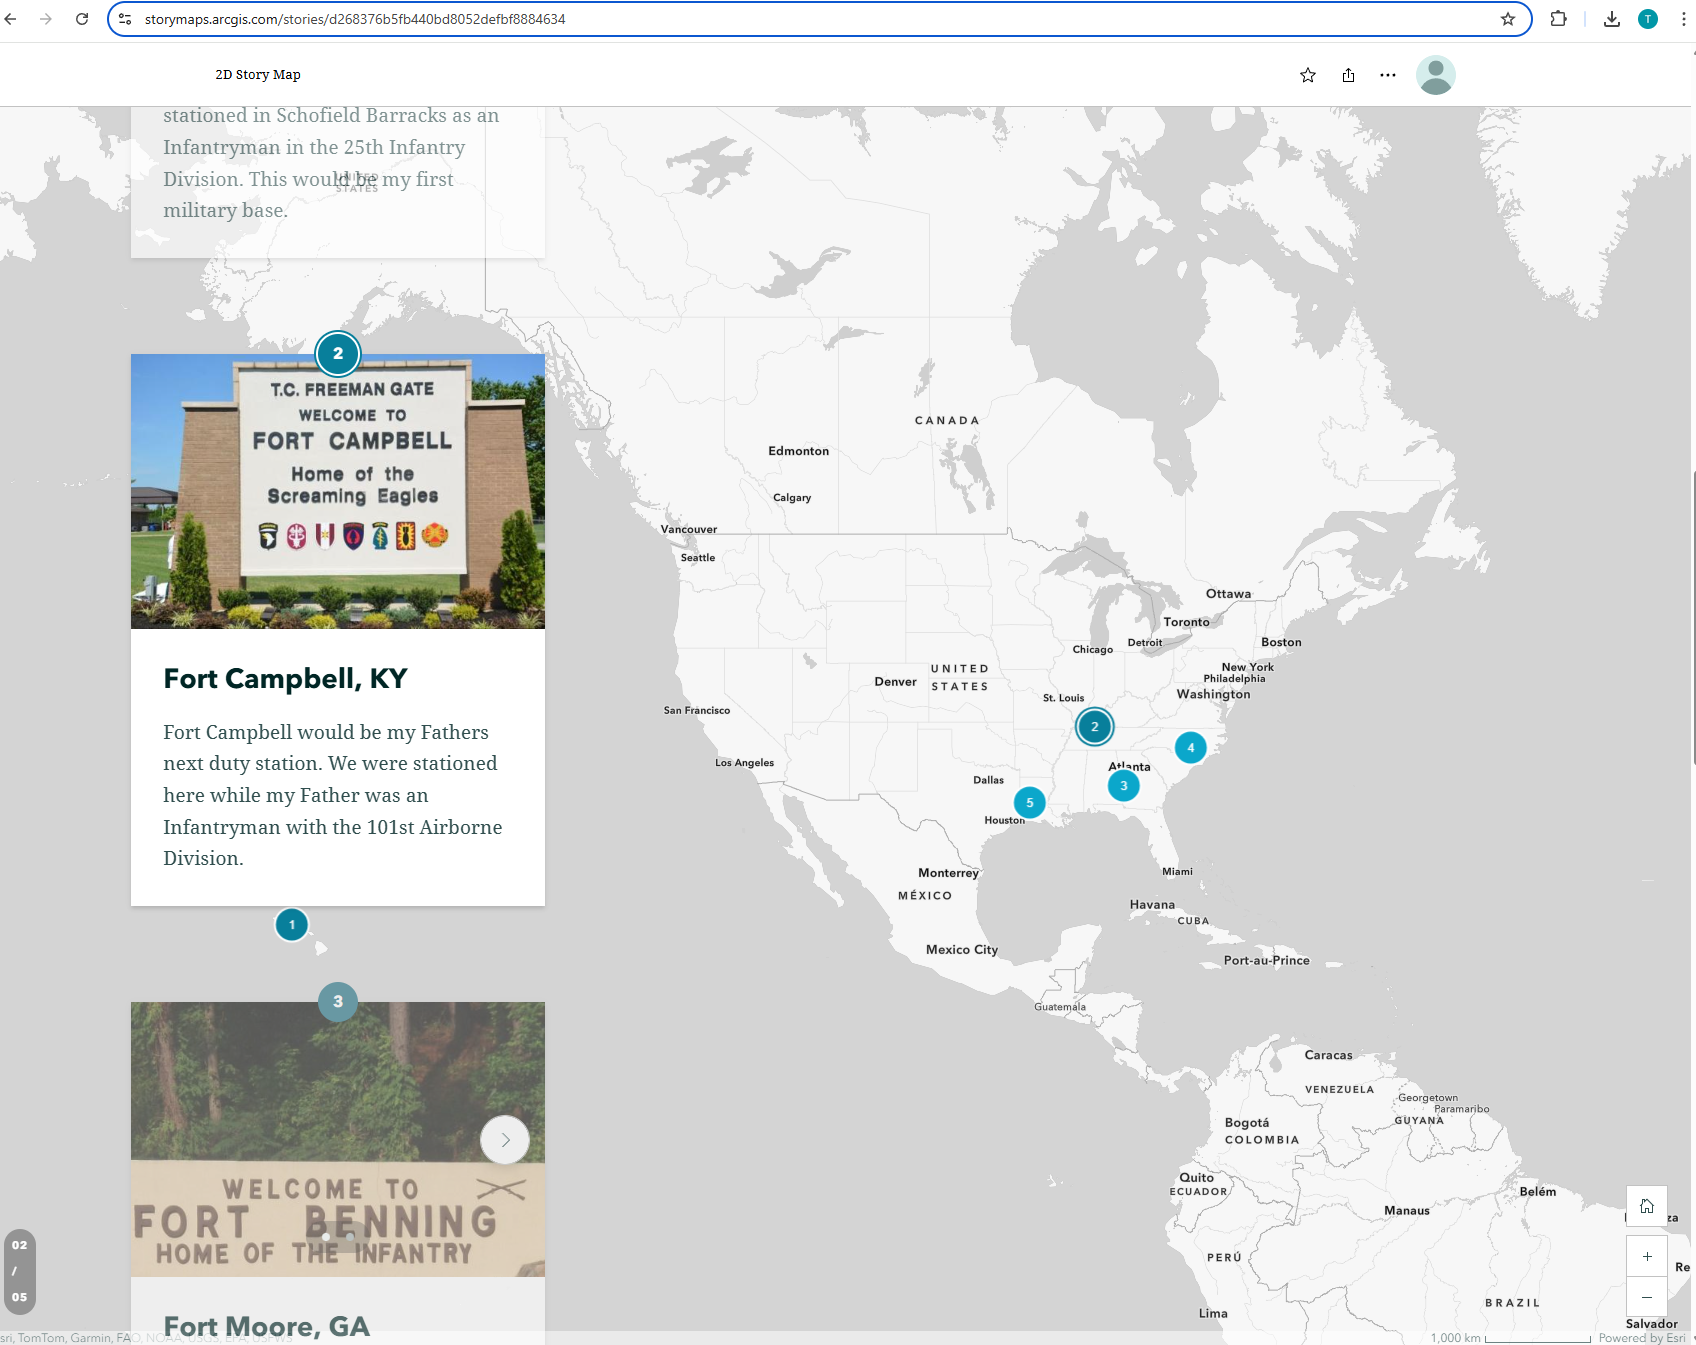 storymaps.arcgis.com/stories/d268376b5fb440bd8052defbf8884634
T
2D Story Map
stationed in Schofield Barracks as an
Infantryman in the 25th Infantry
Division. This would be my first
military base.
UNITED
STATES
2
T.C. FREEMAN GATE
WELCOME TO
FORT CAMPBELL
Home of the
Screaming Eagles
Fort Campbell, KY
Fort Campbell would be my Fathers
next duty station. We were stationed
here while my Father was an
Infantryman with the 101st Airborne
Division.
1
3
WELCOME TO
FORT BENNING
HOME OF THE INFANTRY
Fort Moore, GA
02
/
05
CANADA
Edmonton
Calgary
Vancouver
Seattle
Ottawa
Toronto
Detroit
Boston
Chicago
New York
Philadelphia
Washington
UNITED
STATES
Denver
St. Louis
San Francisco
2
4
Los Angeles
Atlanta
Dallas
3
5
Houston
Monterrey
Miami
MÉXICO
Havana
CUBA
Mexico City
Port-au-Prince
Guatemala
Caracas
VENEZUELA
Georgetown
Paramaribo
GUYANA
Bogotá
COLOMBIA
Quito
ECUADOR
Belém
Manaus
za
PERÚ
Re
BRAZIL
Lima
Salvador
sri, TomTom, Garmin, FAO, NOAA, USGS, EPA, USFWS
1,000 km
Powered by Esri